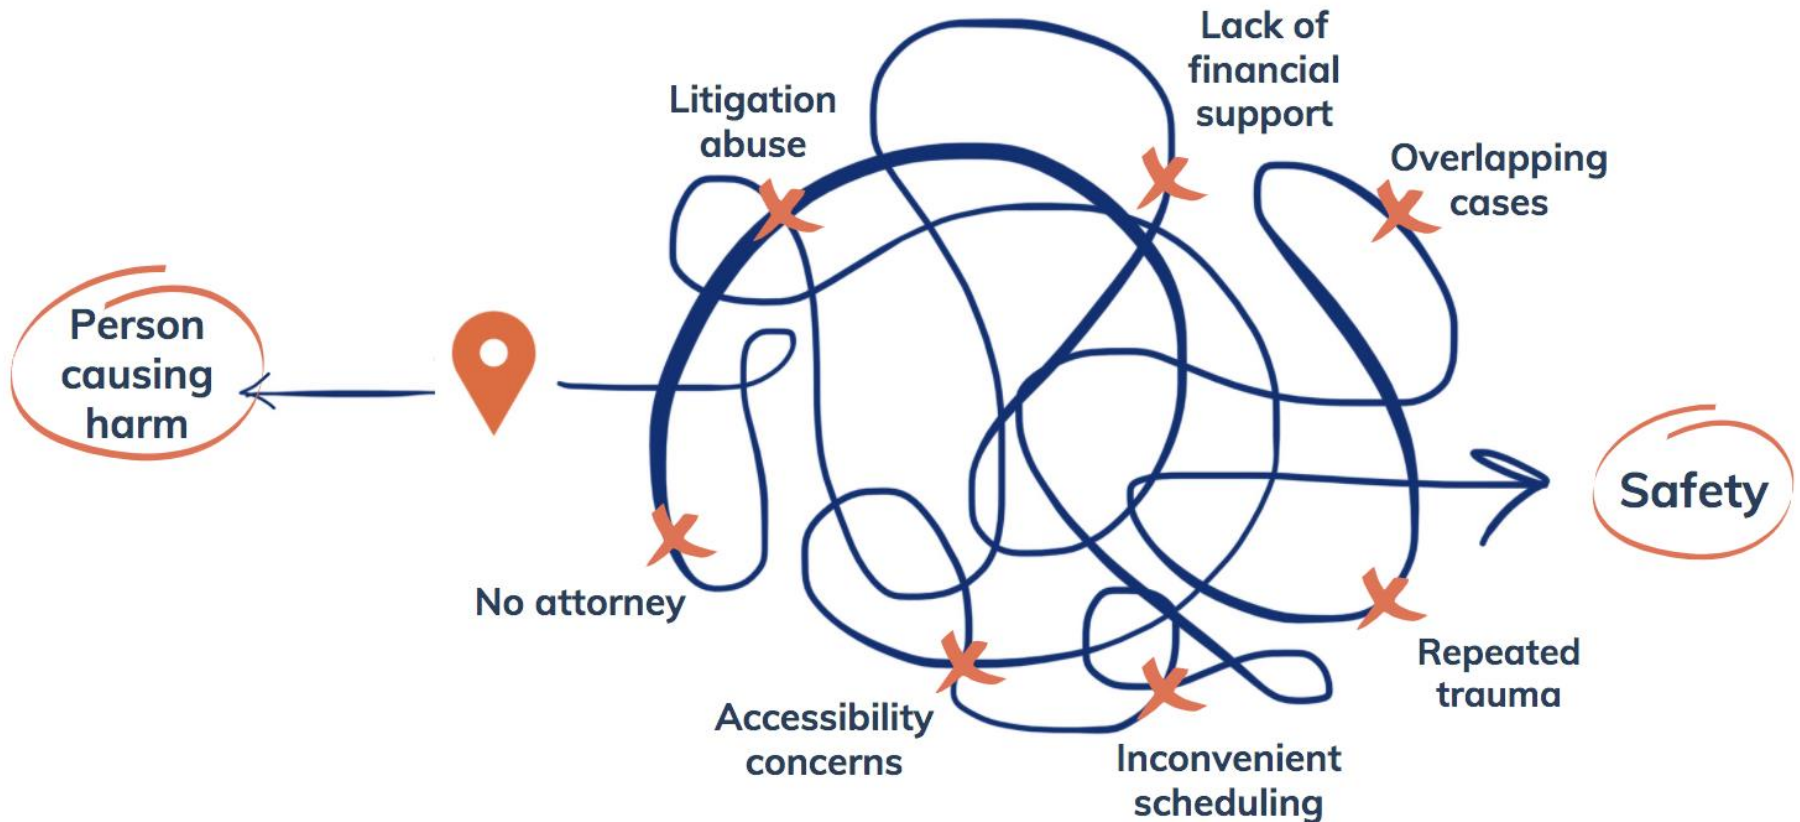 Lack of
financial
support
Litigation
abuse
Overlapping
cases
Person
causing
harm
Safety
No attorney
Repeated
trauma
Accessibility
concerns
Inconvenient
scheduling